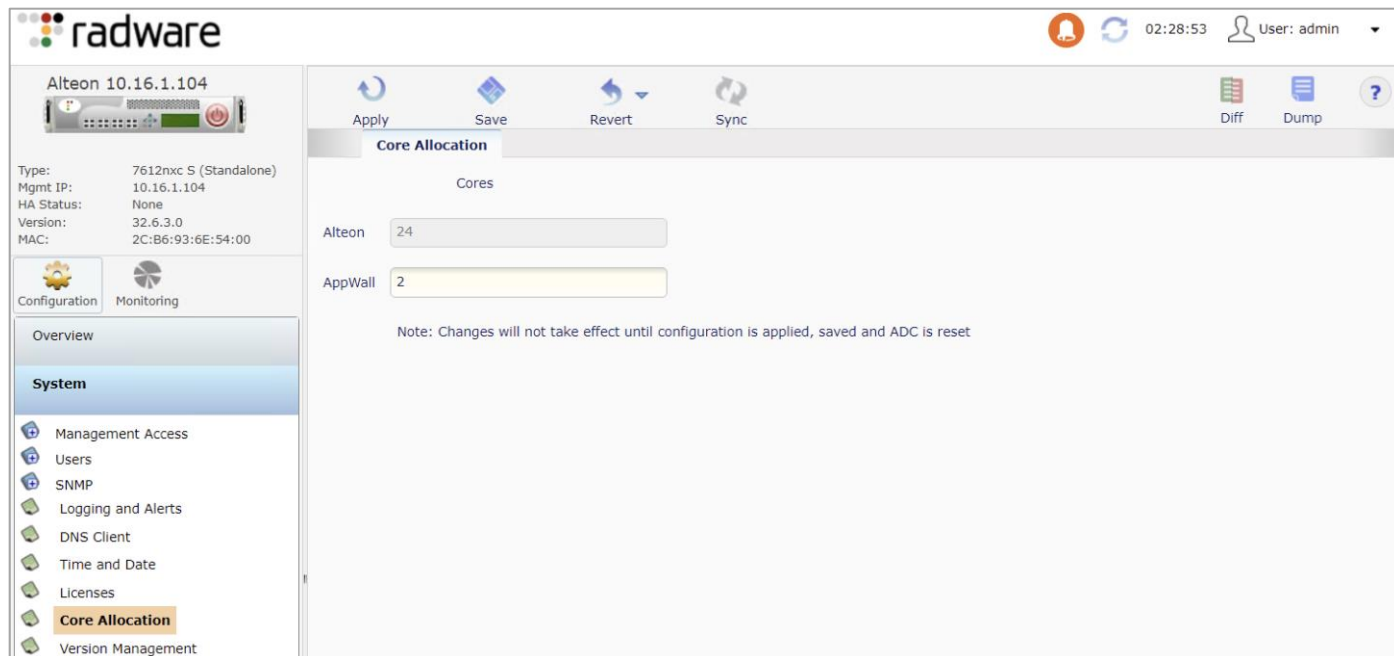 radware
02:28:53 User: admin
Alteon 10.16.1.104
Type: 7612nxc S (Standalone)
Mgmt IP: 10.16.1.104
HA Status: None
Version: 32.6.3.0
MAC: 2C:B6:93:6E:54:00
Configuration Monitoring
Overview
System
Management Access
Users
SNMP
Logging and Alerts
DNS Client
Time and Date
Licenses
Core Allocation
Version Management
Apply Save Revert Sync Diff Dump ?
Core Allocation
Cores
Alteon 24
AppWall 2
Note: Changes will not take effect until configuration is applied, saved and ADC is reset